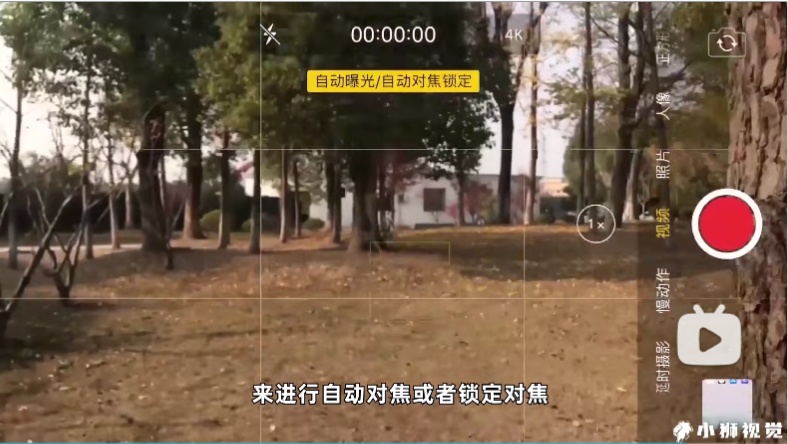 00:00:00
4K
自动曝光/自动对焦锁定
正方形
人像
照片
1×
视频
慢动作
延时摄影
来进行自动对焦或者锁定对焦
小狮视觉